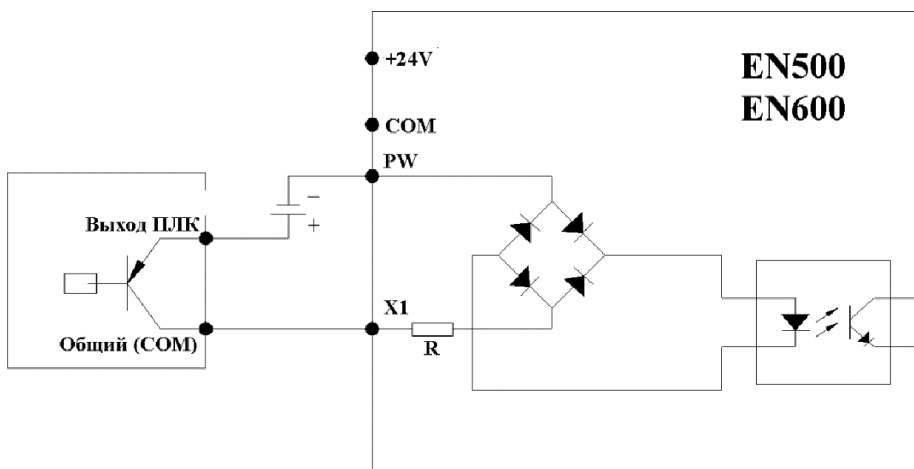 +24V
EN500
EN600
COM
PW
−
+
Выход ПЛК
X1
R
Общий (COM)